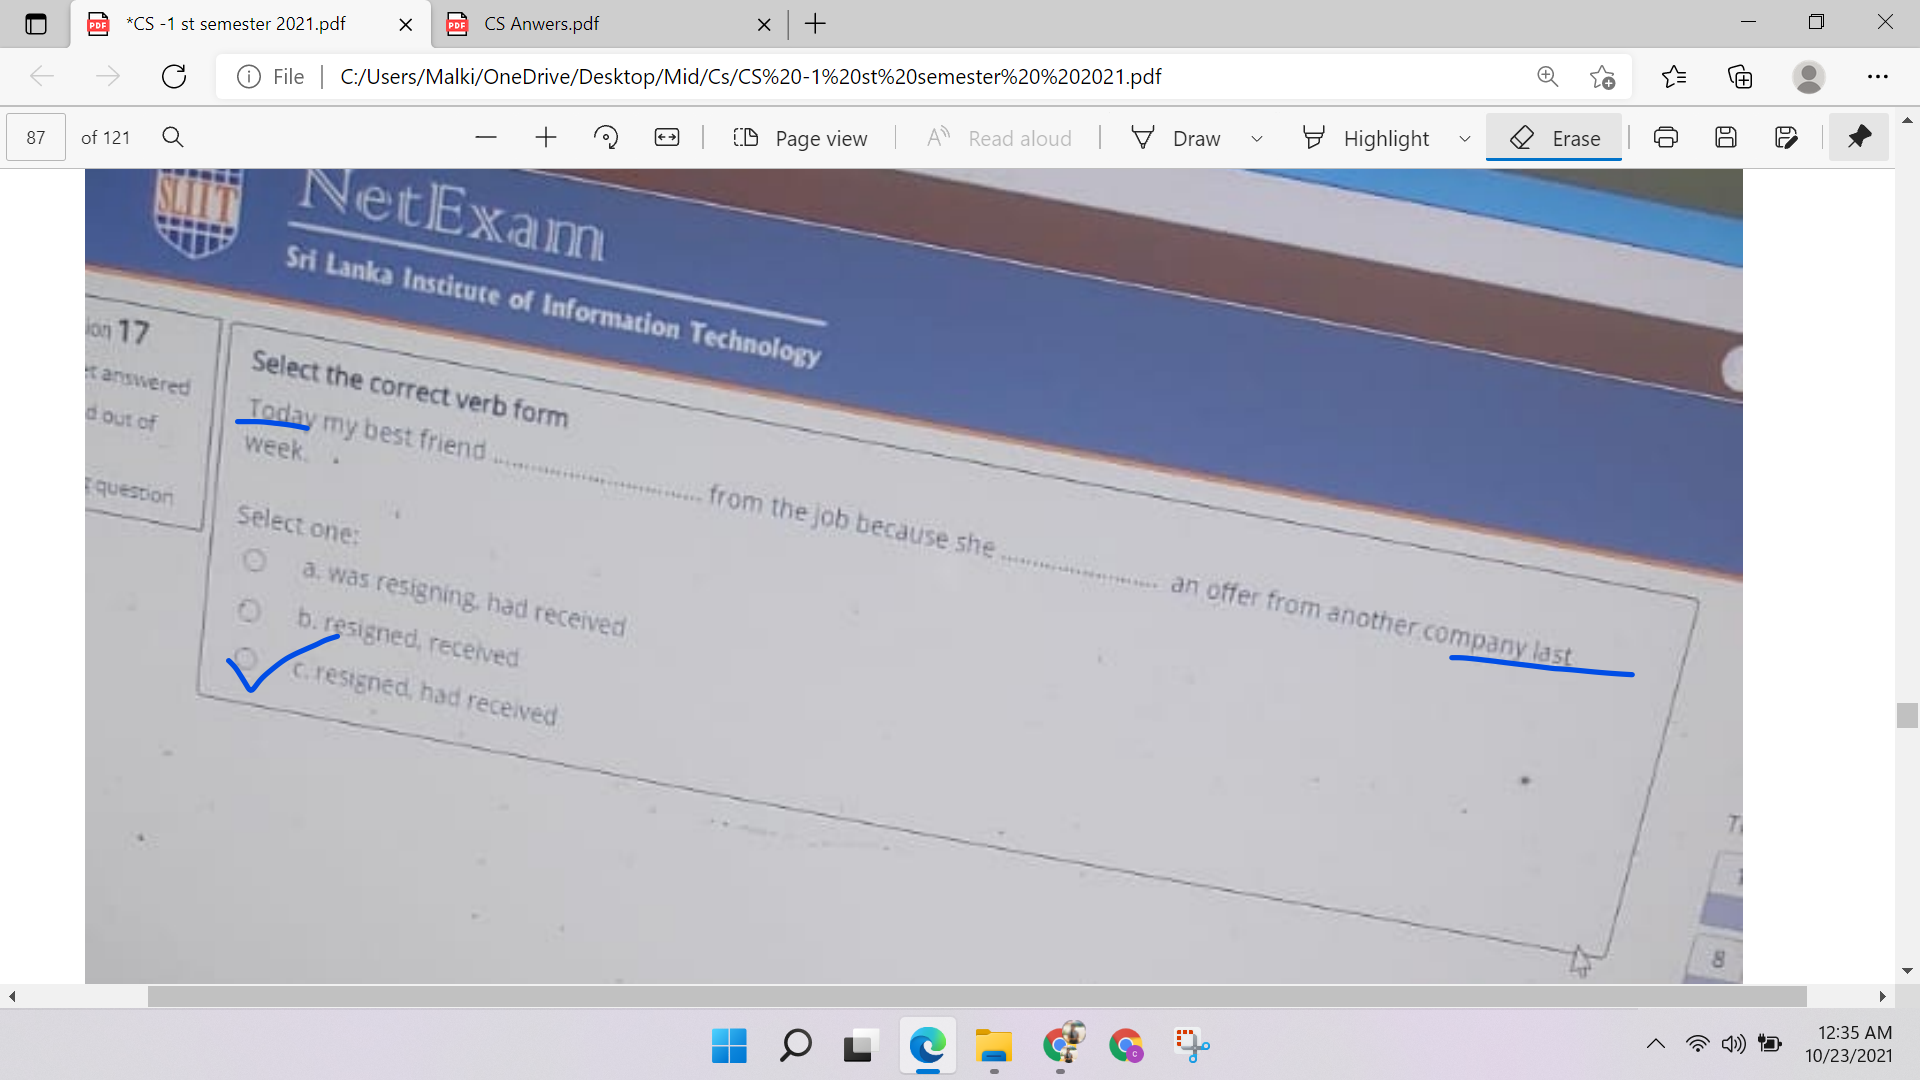 *CS -1 st semester 2021.pdf
CS Anwers.pdf
File
C:/Users/Malki/OneDrive/Desktop/Mid/Cs/CS%20-1%20st%20semester%20%202021.pdf
87 of 121
Page view
Read aloud
Draw
Highlight
Erase
SLIIT
NetExam
Sri Lanka Institute of Information Technology
ion 17
et answered
d out of
question
Select the correct verb form
Today my best friend ........................ from the job because she ........................ an offer from another company last
week.
Select one:
a. was resigning, had received
b. resigned, received
c. resigned, had received
8
12:35 AM
10/23/2021